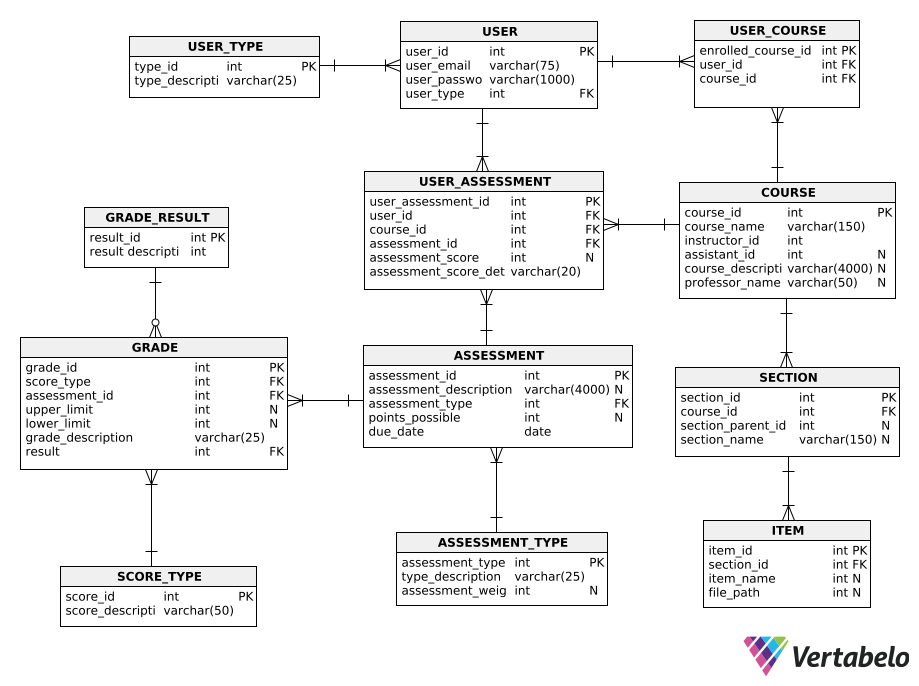 USER_TYPE
type_id int PK
type_descripti varchar(25)
USER
user_id int PK
user_email varchar(75)
user_passwo varchar(1000)
user_type int FK
USER_COURSE
enrolled_course_id int PK
user_id int FK
course_id int FK
USER_ASSESSMENT
user_assessment_id int PK
user_id int FK
course_id int FK
assessment_id int FK
assessment_score int N
assessment_score_det varchar(20)
COURSE
course_id int PK
course_name varchar(150)
instructor_id int
assistant_id int N
course_descripti varchar(4000) N
professor_name varchar(50) N
GRADE_RESULT
result_id int PK
result descripti int
GRADE
grade_id int PK
score_type int FK
assessment_id int FK
upper_limit int N
lower_limit int N
grade_description varchar(25)
result int FK
ASSESSMENT
assessment_id int PK
assessment_description varchar(4000) N
assessment_type int FK
points_possible int N
due_date date
SECTION
section_id int PK
course_id int FK
section_parent_id int N
section_name varchar(150) N
SCORE_TYPE
score_id int PK
score_descripti varchar(50)
ASSESSMENT_TYPE
assessment_type int PK
type_description varchar(25)
assessment_weig int N
ITEM
item_id int PK
section_id int FK
item_name int N
file_path int N
Vertabelo